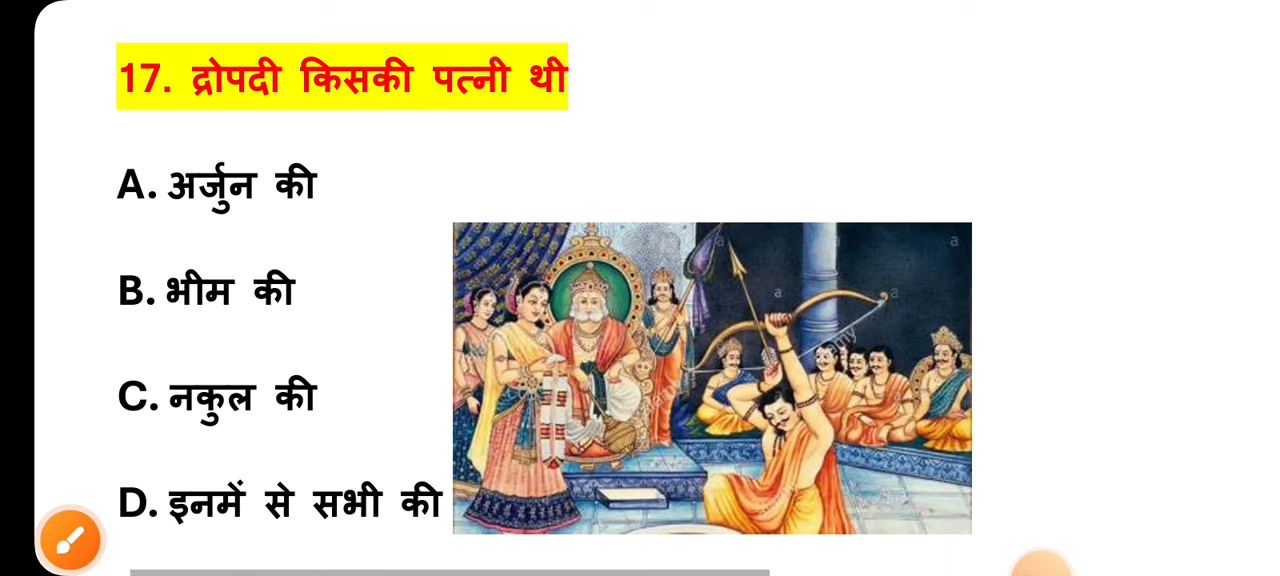 17. द्रोपदी किसकी पत्नी थी
A. अर्जुन की
B. भीम की
C. नकुल की
D. इनमें से सभी की